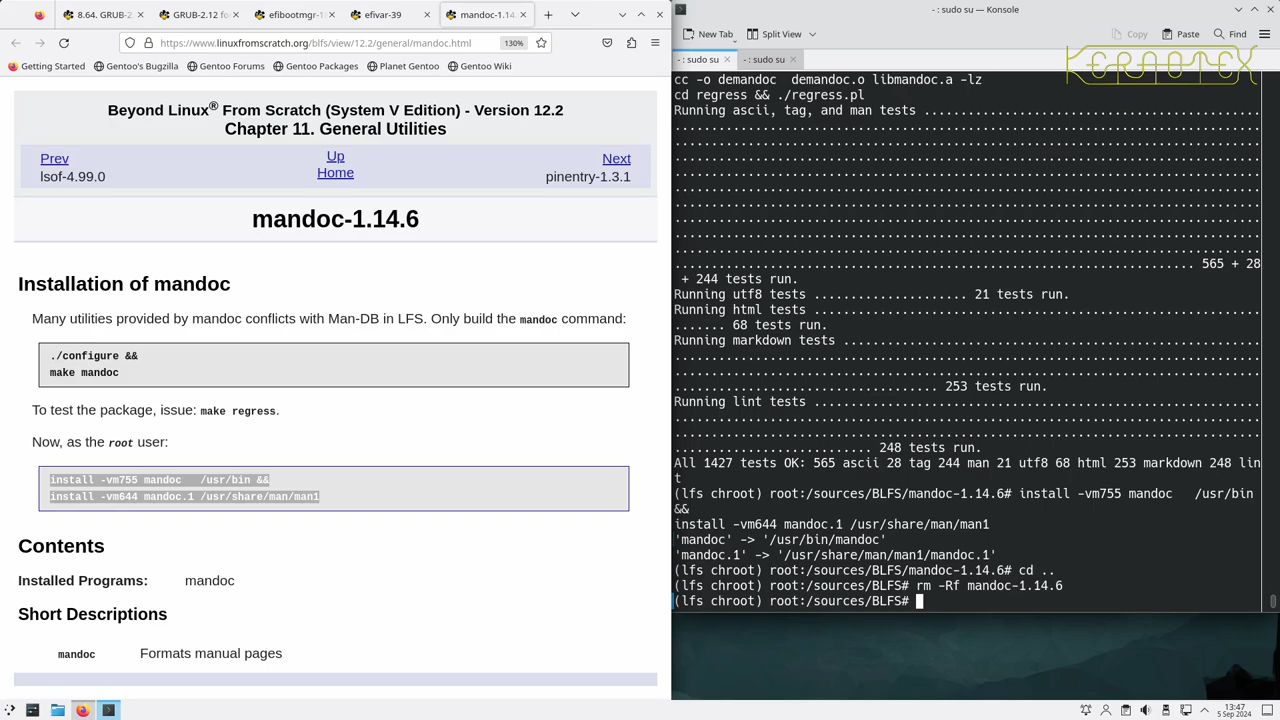 8.64. GRUB-2.12
GRUB-2.12 fo
efibootmgr-1
efivar-39
mandoc-1.14.
https://www.linuxfromscratch.org/blfs/view/12.2/general/mandoc.html
130%
Getting Started
Gentoo's Bugzilla
Gentoo Forums
Gentoo Packages
Planet Gentoo
Gentoo Wiki
Beyond Linux® From Scratch (System V Edition) - Version 12.2
Chapter 11. General Utilities
Prev
Up
Next
lsof-4.99.0
Home
pinentry-1.3.1
mandoc-1.14.6
Installation of mandoc
Many utilities provided by mandoc conflicts with Man-DB in LFS. Only build the mandoc command:
./configure &&
make mandoc
To test the package, issue: make regress.
Now, as the root user:
install -vm755 mandoc   /usr/bin &&
install -vm644 mandoc.1 /usr/share/man/man1
Contents
Installed Programs: mandoc
Short Descriptions
mandoc Formats manual pages
- : sudo su — Konsole
New Tab
Split View
Copy
Paste
Find
- : sudo su
- : sudo su
KERNOTEX
cc -o demandoc  demandoc.o libmandoc.a -lz
cd regress && ./regress.pl
Running ascii, tag, and man tests ...................................................
.........................................................................................
.........................................................................................
.........................................................................................
.........................................................................................
.........................................................................................
.........................................................................................
.........................................................................................
.........................................................................................
............................................................................... 565 + 28
 + 244 tests run.
Running utf8 tests ..................... 21 tests run.
Running html tests .............................................................
....... 68 tests run.
Running markdown tests .........................................................
.........................................................................................
.................................... 253 tests run.
Running lint tests .............................................................
.........................................................................................
.........................................................................................
........................... 248 tests run.
All 1427 tests OK: 565 ascii 28 tag 244 man 21 utf8 68 html 253 markdown 248 lin
t
(lfs chroot) root:/sources/BLFS/mandoc-1.14.6# install -vm755 mandoc   /usr/bin
&&
install -vm644 mandoc.1 /usr/share/man/man1
'mandoc' -> '/usr/bin/mandoc'
'mandoc.1' -> '/usr/share/man/man1/mandoc.1'
(lfs chroot) root:/sources/BLFS/mandoc-1.14.6# cd ..
(lfs chroot) root:/sources/BLFS# rm -Rf mandoc-1.14.6
(lfs chroot) root:/sources/BLFS#
13:47
5 Sep 2024